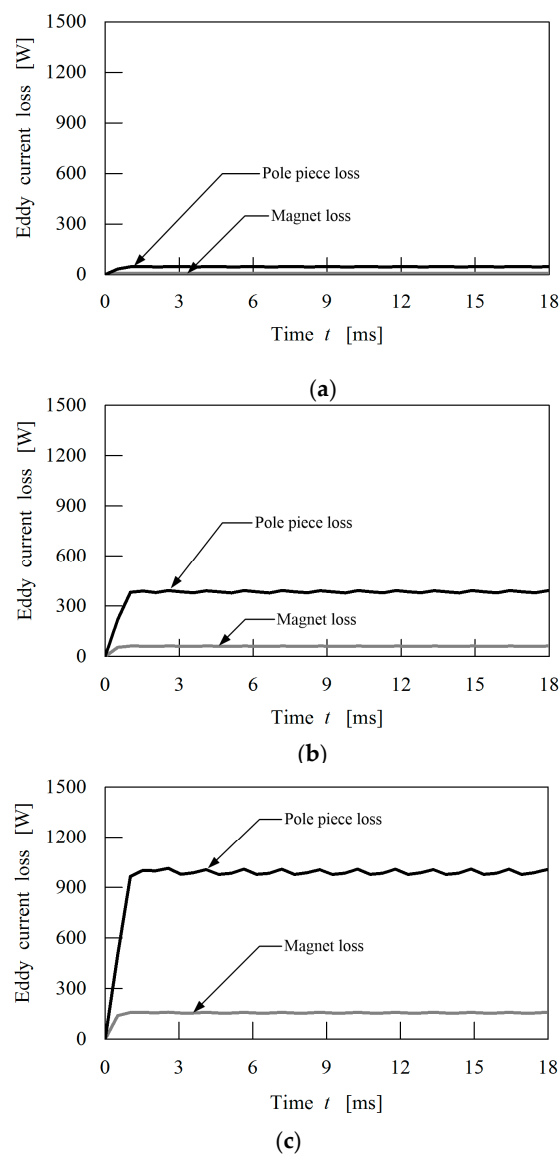 1500
1200
900
600
300
0
Eddy current loss [W]
Pole piece loss
Magnet loss
0 3 6 9 12 15 18
Time t [ms]
(a)
1500
1200
900
600
300
0
Eddy current loss [W]
Pole piece loss
Magnet loss
0 3 6 9 12 15 18
Time t [ms]
(b)
1500
1200
900
600
300
0
Eddy current loss [W]
Pole piece loss
Magnet loss
0 3 6 9 12 15 18
Time t [ms]
(c)